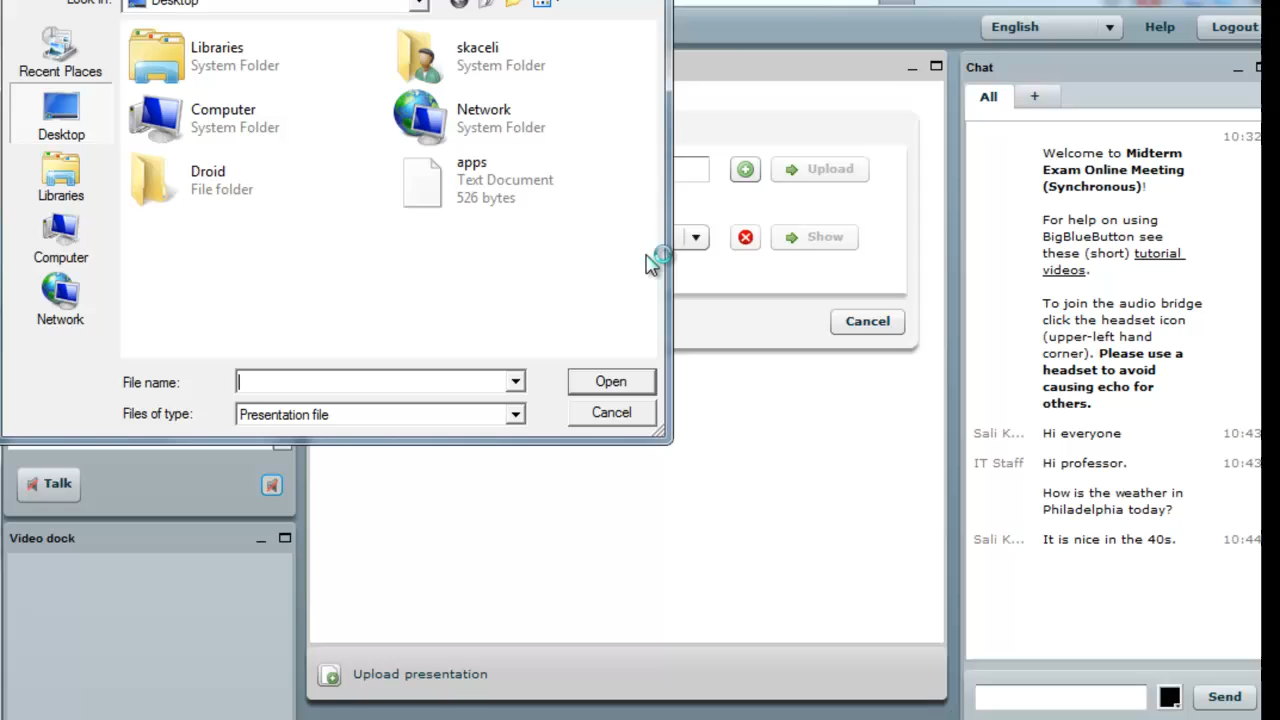 Look in:
Desktop
Recent Places
Desktop
Libraries
Computer
Network
Libraries
System Folder
skaceli
System Folder
Computer
System Folder
Network
System Folder
Droid
File folder
apps
Text Document
526 bytes
File name:
Open
Files of type:
Presentation file
Cancel
English
Help
Logout
Upload
Show
Cancel
Talk
Video dock
Upload presentation
Chat
All
+
10:32
Welcome to Midterm
Exam Online Meeting
(Synchronous)!
For help on using
BigBlueButton see
these (short) tutorial
videos.
To join the audio bridge
click the headset icon
(upper-left hand
corner). Please use a
headset to avoid
causing echo for
others.
Sali K... Hi everyone 10:43
IT Staff Hi professor. 10:43
How is the weather in
Philadelphia today?
Sali K... It is nice in the 40s. 10:44
Send